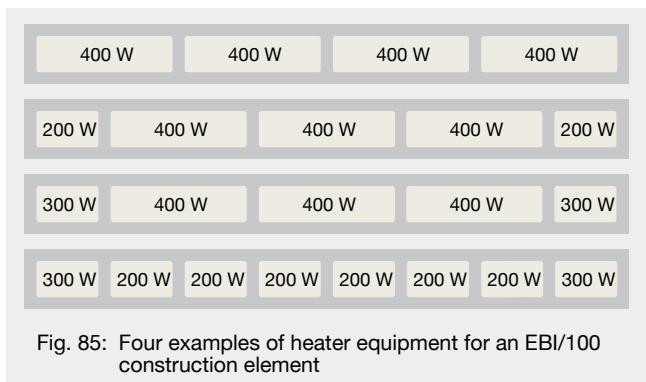 400 W 400 W 400 W 400 W
200 W 400 W 400 W 400 W 200 W
300 W 400 W 400 W 400 W 300 W
300 W 200 W 200 W 200 W 200 W 200 W 200 W 300 W
Fig. 85: Four examples of heater equipment for an EBI/100
construction element